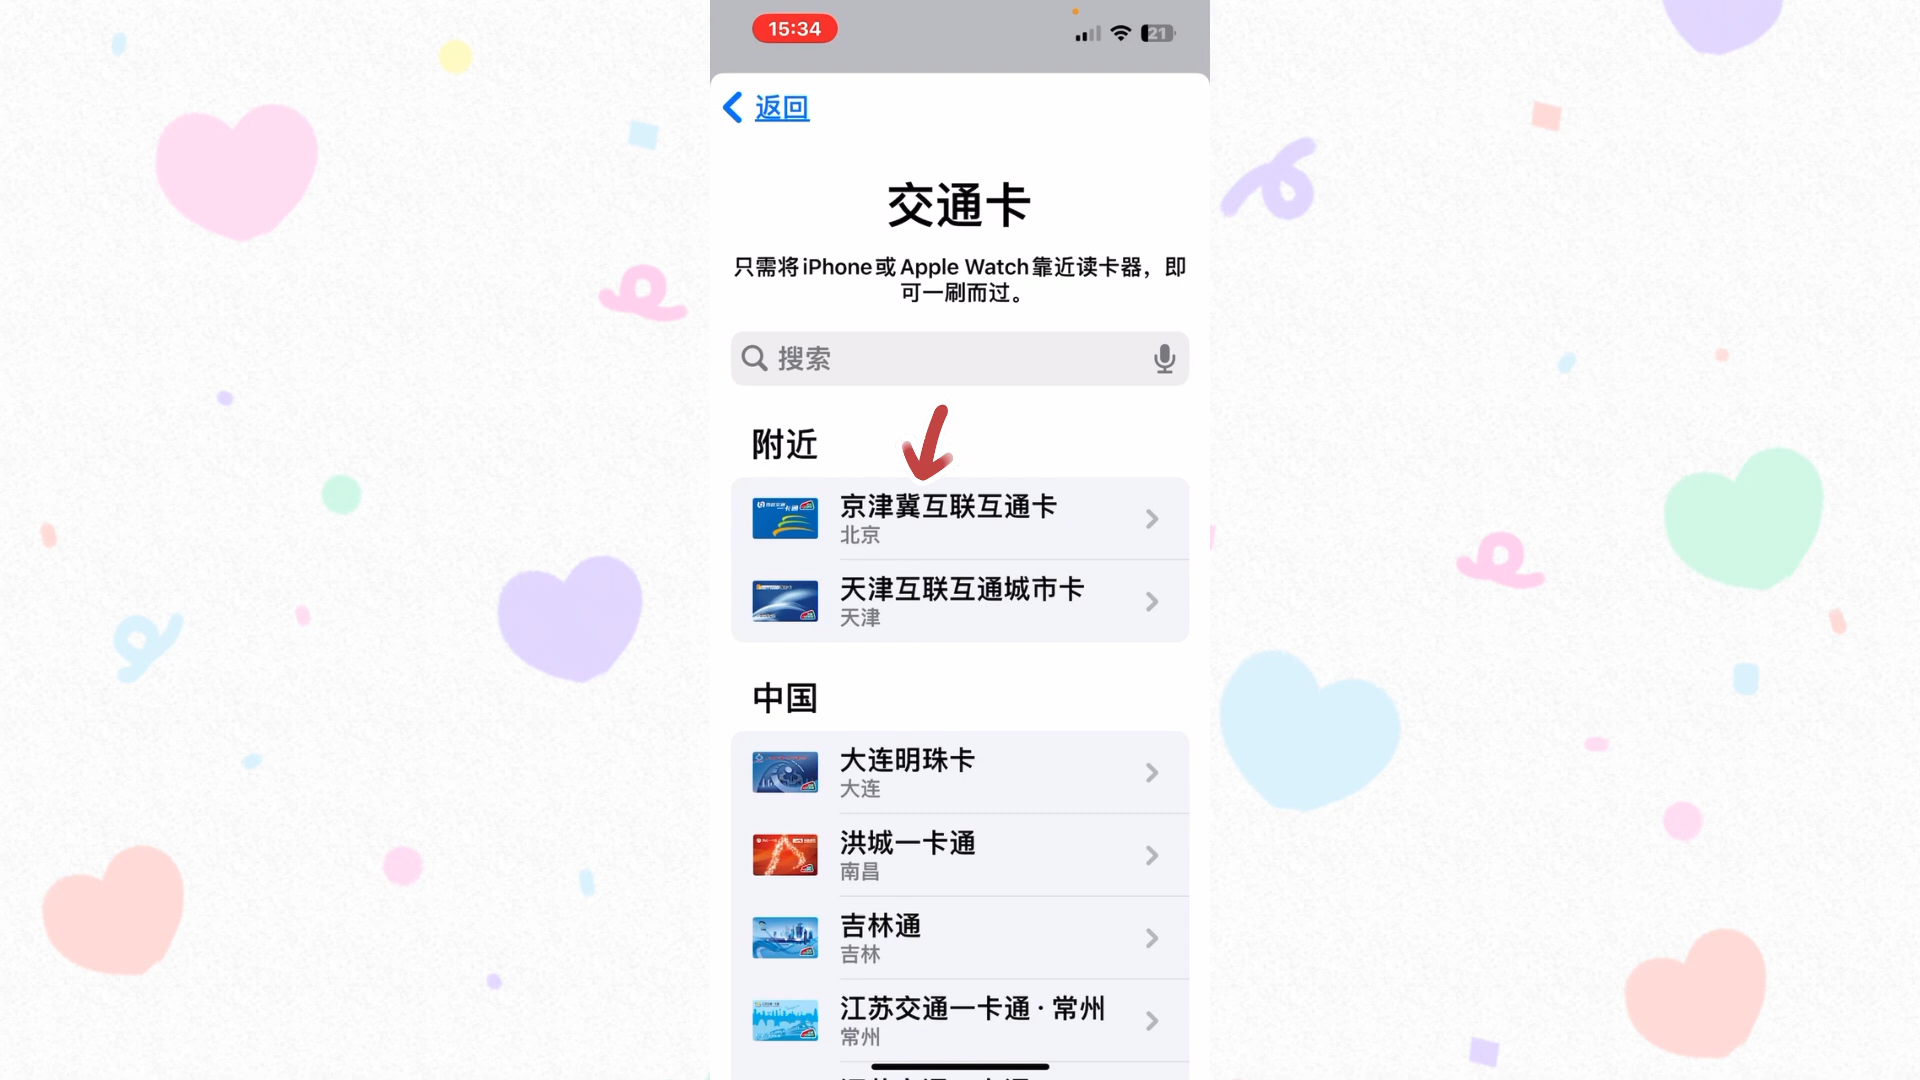 15:34
21
返回
交通卡
只需将iPhone或Apple Watch靠近读卡器，即
可一刷而过。
搜索
附近
京津冀互联互通卡
北京
天津互联互通城市卡
天津
中国
大连明珠卡
大连
洪城一卡通
南昌
吉林通
吉林
江苏交通一卡通·常州
常州